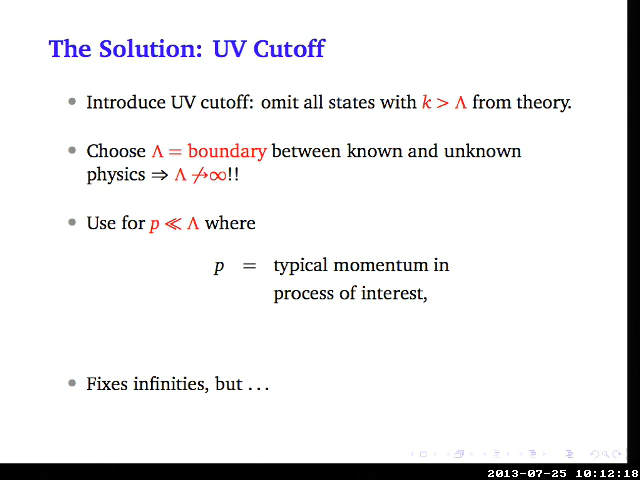 The Solution: UV Cutoff
• Introduce UV cutoff: omit all states with k > Λ from theory.
• Choose Λ = boundary between known and unknown
physics ⇒ Λ ↛ ∞!!
• Use for p ≪ Λ where
p = typical momentum in
process of interest,
• Fixes infinities, but . . .
2013-07-25 10:12:18